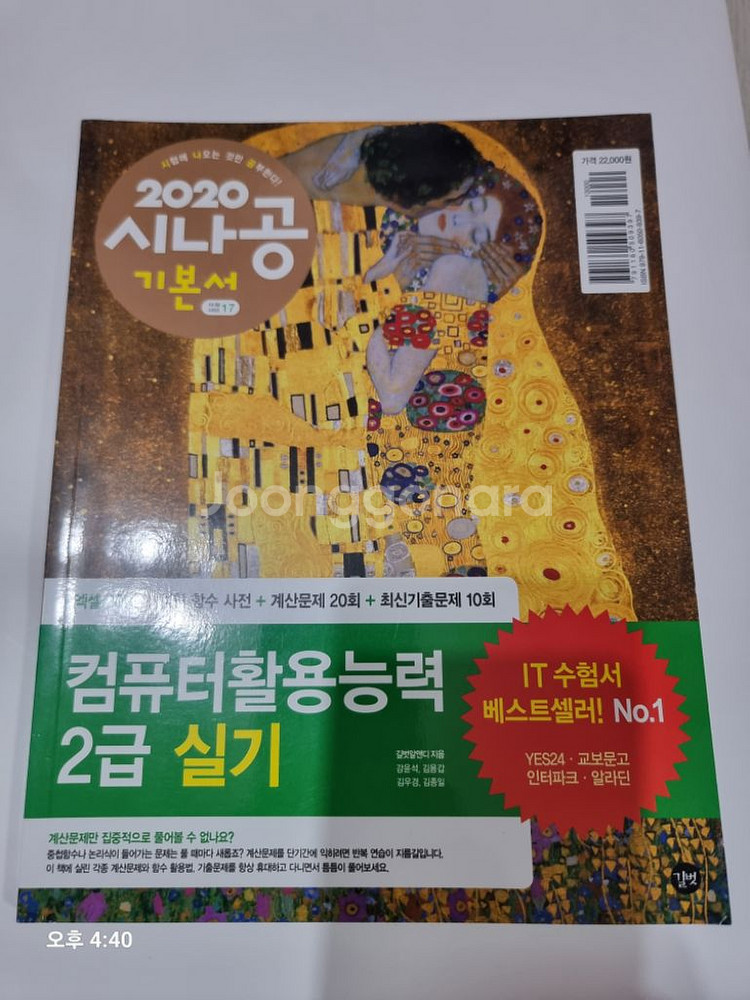 시험에 나오는 것만 공부한다!
2020
시나공
기본서
17
가격 22,000원
ISBN 979-11-6050-939-7
Joonggonara
엑셀 함수 사전 + 계산문제 20회 + 최신기출문제 10회
컴퓨터활용능력
2급 실기
길벗알앤디 지음
강윤석, 김용갑
김우경, 김종일
IT 수험서
베스트셀러! No.1
YES24 · 교보문고
인터파크 · 알라딘
계산문제만 집중적으로 풀어볼 수 없나요?
중첩함수나 논리식이 들어가는 문제는 풀 때마다 새롭죠? 계산문제를 단기간에 익히려면 반복 연습이 지름길입니다.
이 책에 실린 각종 계산문제와 함수 활용법, 기출문제를 항상 휴대하고 다니면서 틈틈이 풀어보세요.
길벗
오후 4:40